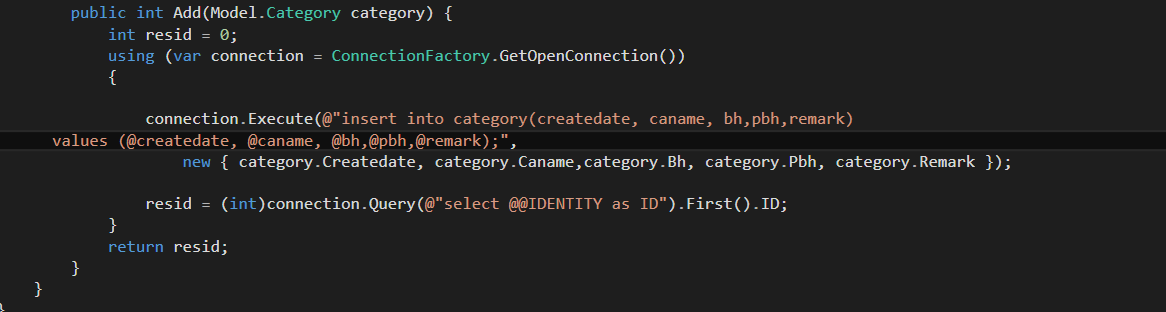 public int Add(Model.Category category) {
int resid = 0;
using (var connection = ConnectionFactory.GetOpenConnection())
{
connection.Execute(@"insert into category(createdate, caname, bh,pbh,remark)
values (@createdate, @caname, @bh,@pbh,@remark);",
new { category.Createdate, category.Caname,category.Bh, category.Pbh, category.Remark });
resid = (int)connection.Query(@"select @@IDENTITY as ID").First().ID;
}
return resid;
}
}
}